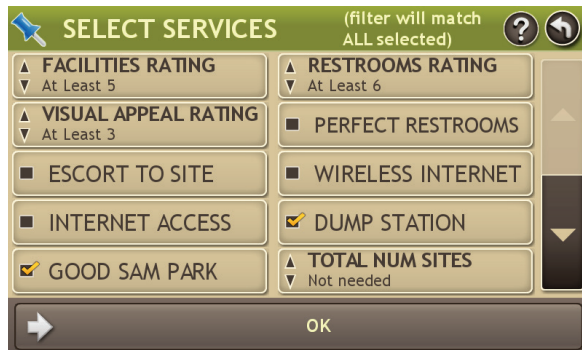 SELECT SERVICES
(filter will match
ALL selected)
?
FACILITIES RATING
At Least 5
RESTROOMS RATING
At Least 6
VISUAL APPEAL RATING
At Least 3
PERFECT RESTROOMS
ESCORT TO SITE
WIRELESS INTERNET
INTERNET ACCESS
DUMP STATION
GOOD SAM PARK
TOTAL NUM SITES
Not needed
OK